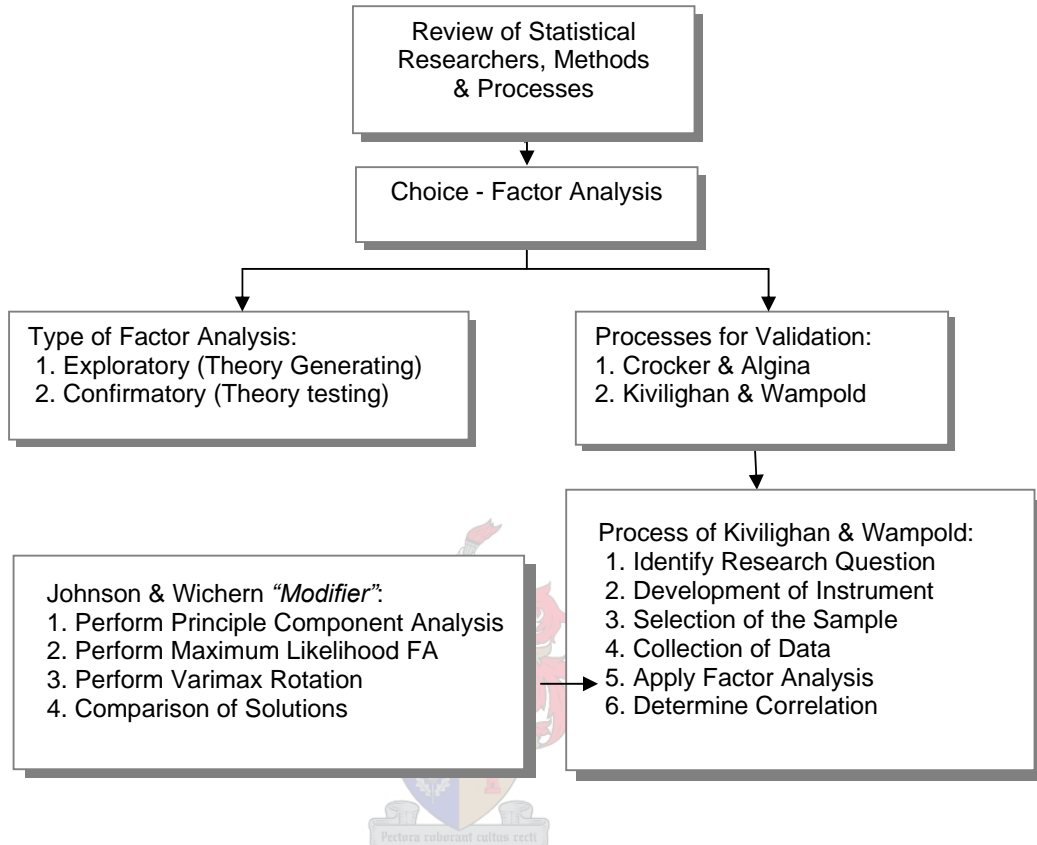 Review of Statistical
Researchers, Methods
& Processes
Choice - Factor Analysis
Type of Factor Analysis:
1. Exploratory (Theory Generating)
2. Confirmatory (Theory testing)
Processes for Validation:
1. Crocker & Algina
2. Kivilighan & Wampold
Johnson & Wichern “Modifier”:
1. Perform Principle Component Analysis
2. Perform Maximum Likelihood FA
3. Perform Varimax Rotation
4. Comparison of Solutions
Process of Kivilighan & Wampold:
1. Identify Research Question
2. Development of Instrument
3. Selection of the Sample
4. Collection of Data
5. Apply Factor Analysis
6. Determine Correlation
Pectora roborant cultus recti